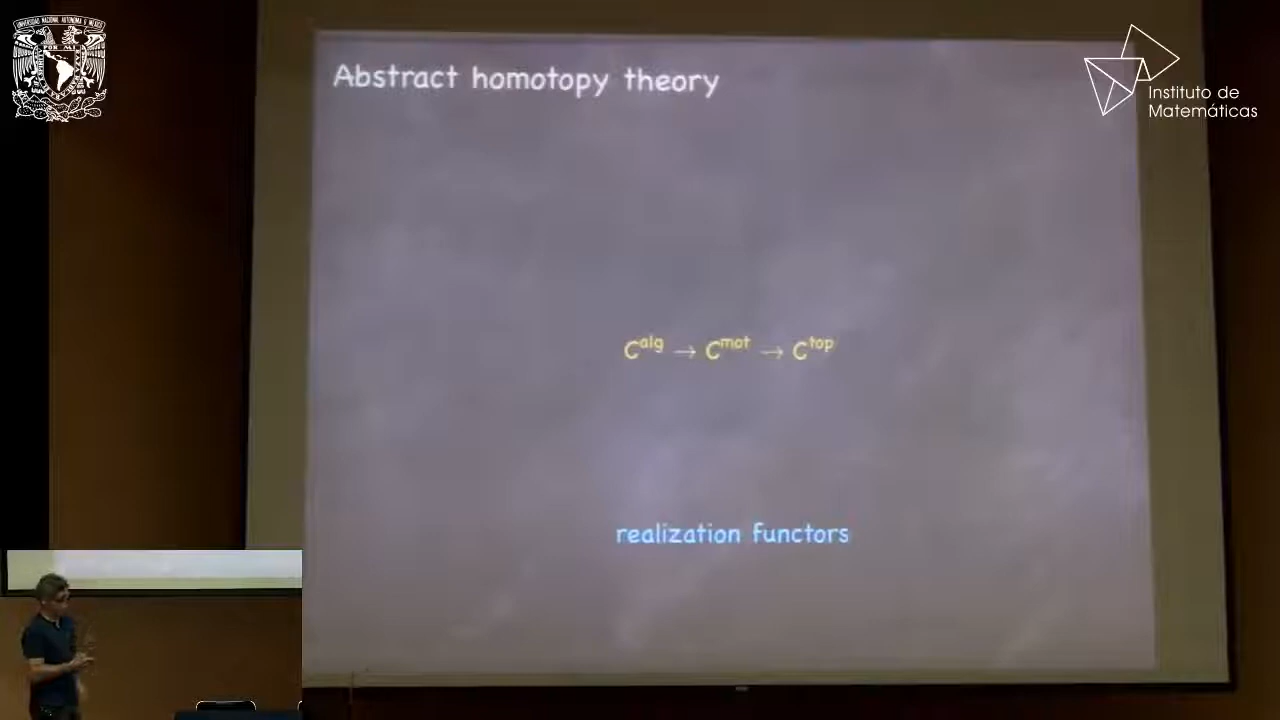 Abstract homotopy theory
Instituto de
Matemáticas
C^alg → C^mot → C^top
realization functors